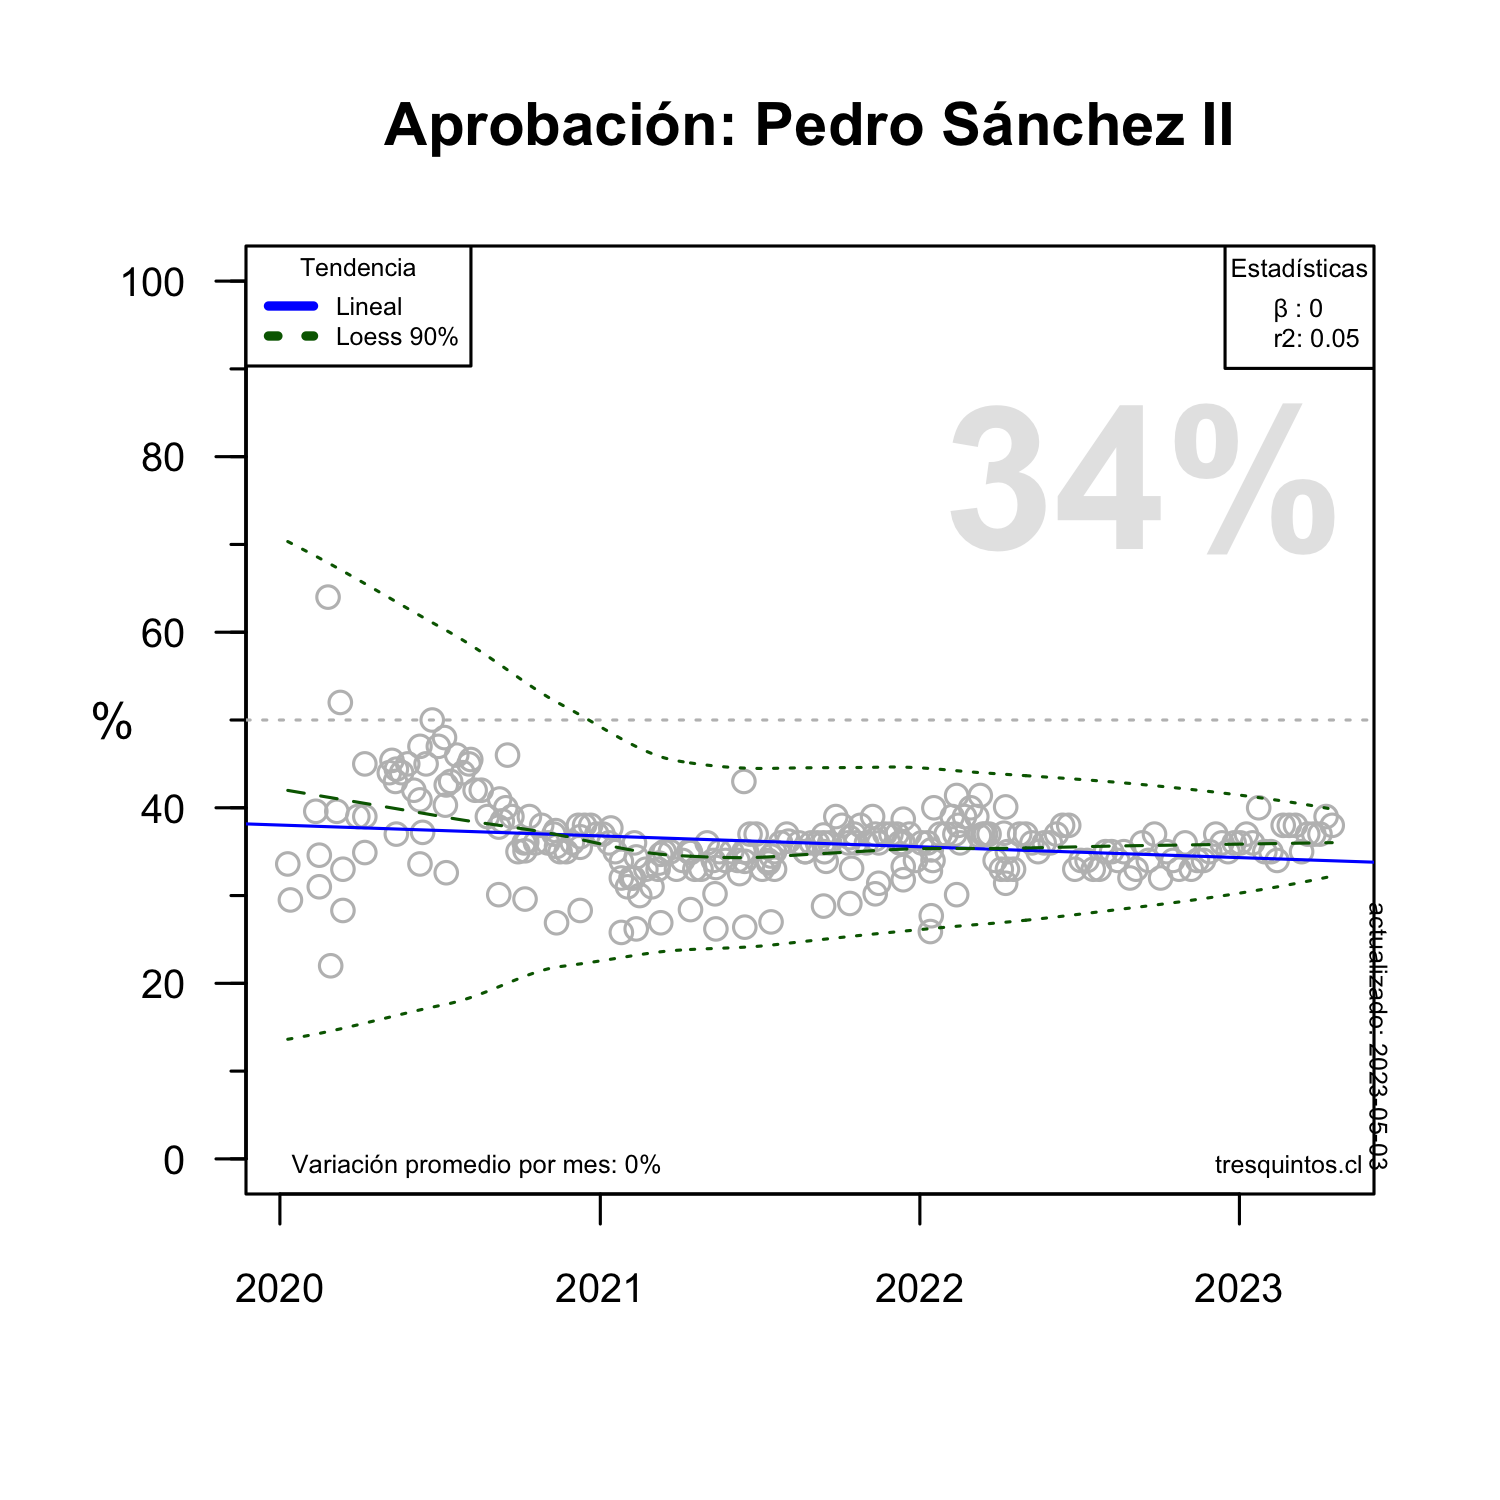 Aprobación: Pedro Sánchez II
Tendencia
Lineal
Loess 90%
Estadísticas
β : 0
r2: 0.05
34%
100
80
60
40
20
0
%
actualizado: 2023-05-03
Variación promedio por mes: 0%
tresquintos.cl
2020
2021
2022
2023